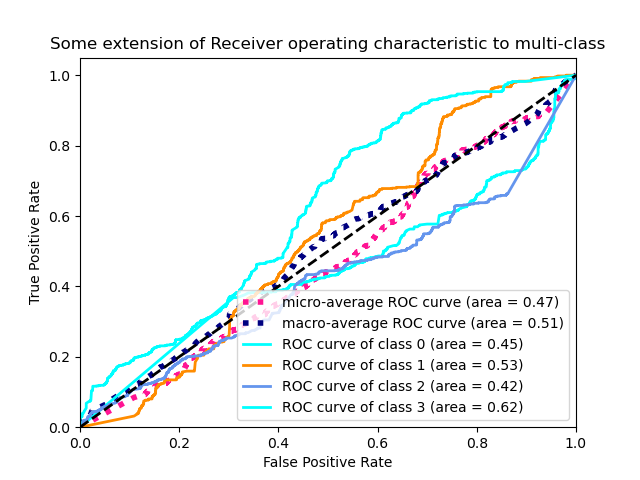 Some extension of Receiver operating characteristic to multi-class
1.0
0.8
0.6
0.4
0.2
0.0
True Positive Rate
micro-average ROC curve (area = 0.47)
macro-average ROC curve (area = 0.51)
ROC curve of class 0 (area = 0.45)
ROC curve of class 1 (area = 0.53)
ROC curve of class 2 (area = 0.42)
ROC curve of class 3 (area = 0.62)
0.0 0.2 0.4 0.6 0.8 1.0
False Positive Rate